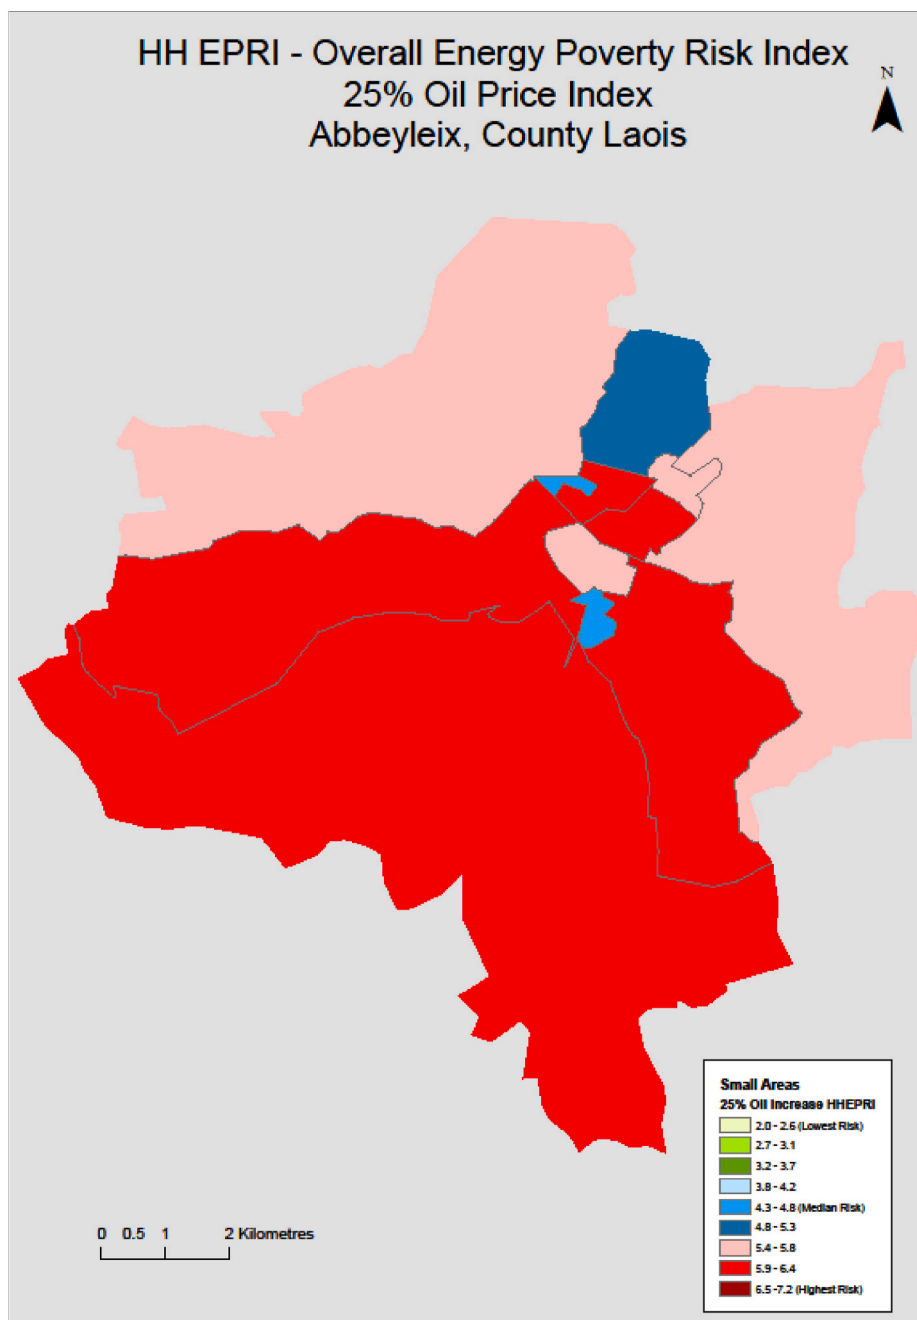 HH EPRI - Overall Energy Poverty Risk Index
25% Oil Price Index
Abbeyleix, County Laois
N
Small Areas
25% Oil Increase HHEPRI
2.0 - 2.6 (Lowest Risk)
2.7 - 3.1
3.2 - 3.7
3.8 - 4.2
4.3 - 4.8 (Median Risk)
4.8 - 5.3
5.4 - 5.8
5.9 - 6.4
6.5 - 7.2 (Highest Risk)
0 0.5 1 2 Kilometres